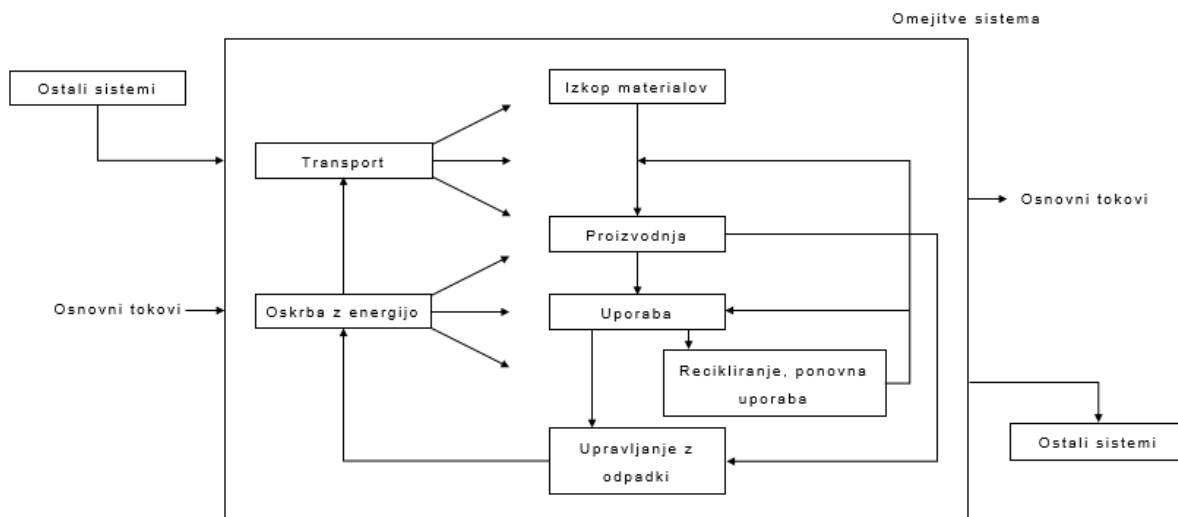 Omejitve sistema
Ostali sistemi
Izkop materialov
Transport
Osnovni tokovi
Proizvodnja
Osnovni tokovi
Oskrba z energijo
Uporaba
Recikliranje, ponovna
uporaba
Ostali sistemi
Upravljanje z
odpadki